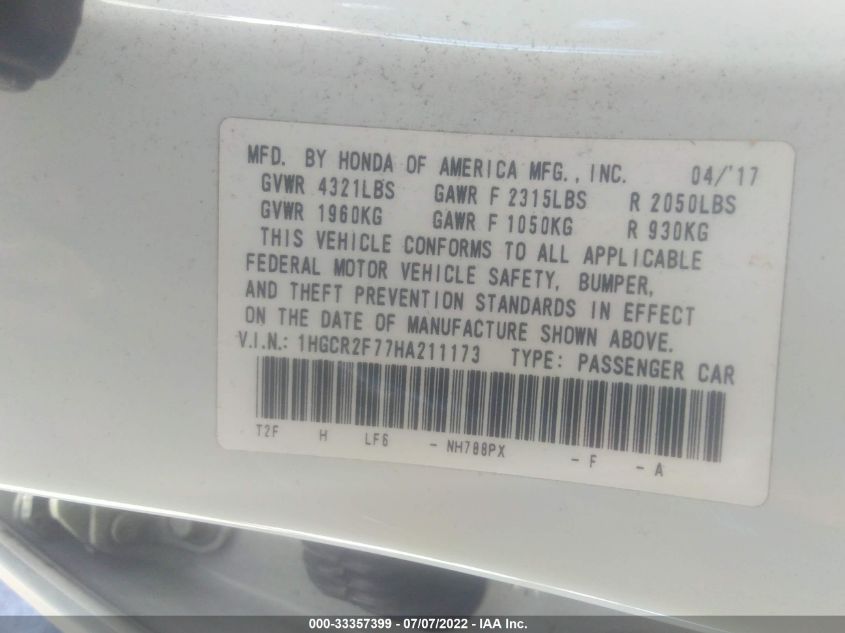 MFD. BY HONDA OF AMERICA MFG., INC. 04/'17
GVWR 4321LBS GAWR F 2315LBS R 2050LBS
GVWR 1960KG GAWR F 1050KG R 930KG
THIS VEHICLE CONFORMS TO ALL APPLICABLE
FEDERAL MOTOR VEHICLE SAFETY, BUMPER,
AND THEFT PREVENTION STANDARDS IN EFFECT
ON THE DATE OF MANUFACTURE SHOWN ABOVE.
V.I.N.: 1HGCR2F77HA211173 TYPE: PASSENGER CAR
T2F H LF6 - NH788PX - F - A
000-33357399 - 07/07/2022 - IAA Inc.